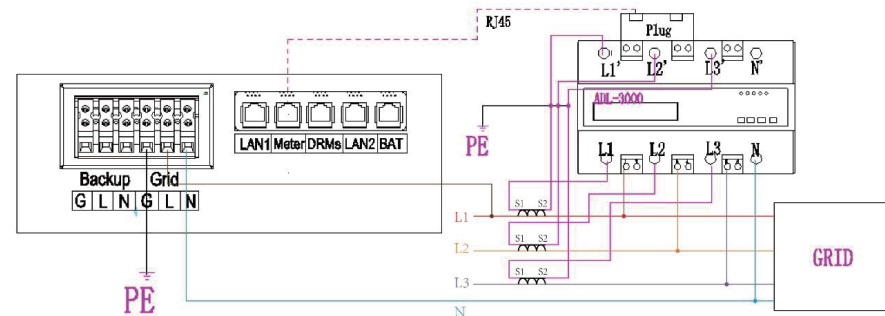 RJ45
Plug
L1' L2' L3' N'
ADL-3000
PE
LAN1 Meter DRMs LAN2 BAT
L1 L2 L3 N
Backup Grid
G L N G L N
S1 S2
L1
S1 S2
L2
GRID
S1 S2
L3
PE
N